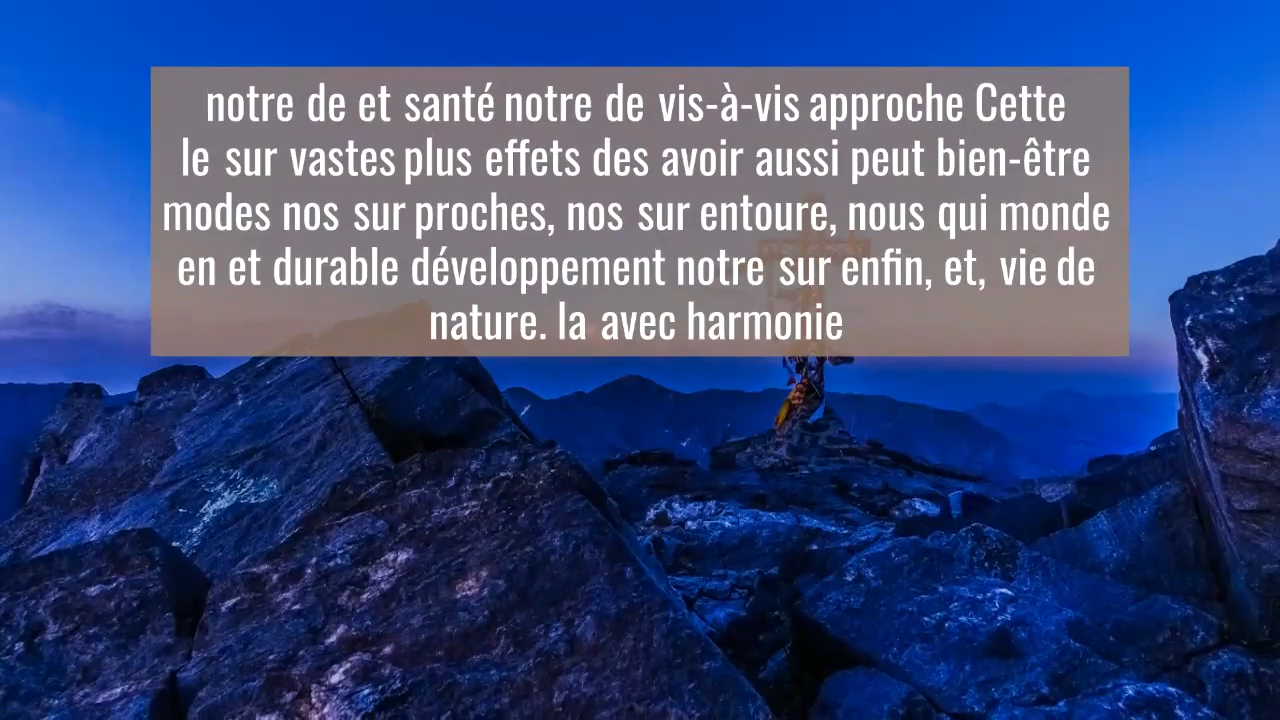 notre de et santé notre de vis-à-vis approche Cette
le sur vastes plus effets des avoir aussi peut bien-être
modes nos sur proches, nos sur entoure, nous qui monde
en et durable développement notre sur enfin, et, vie de
nature. la avec harmonie